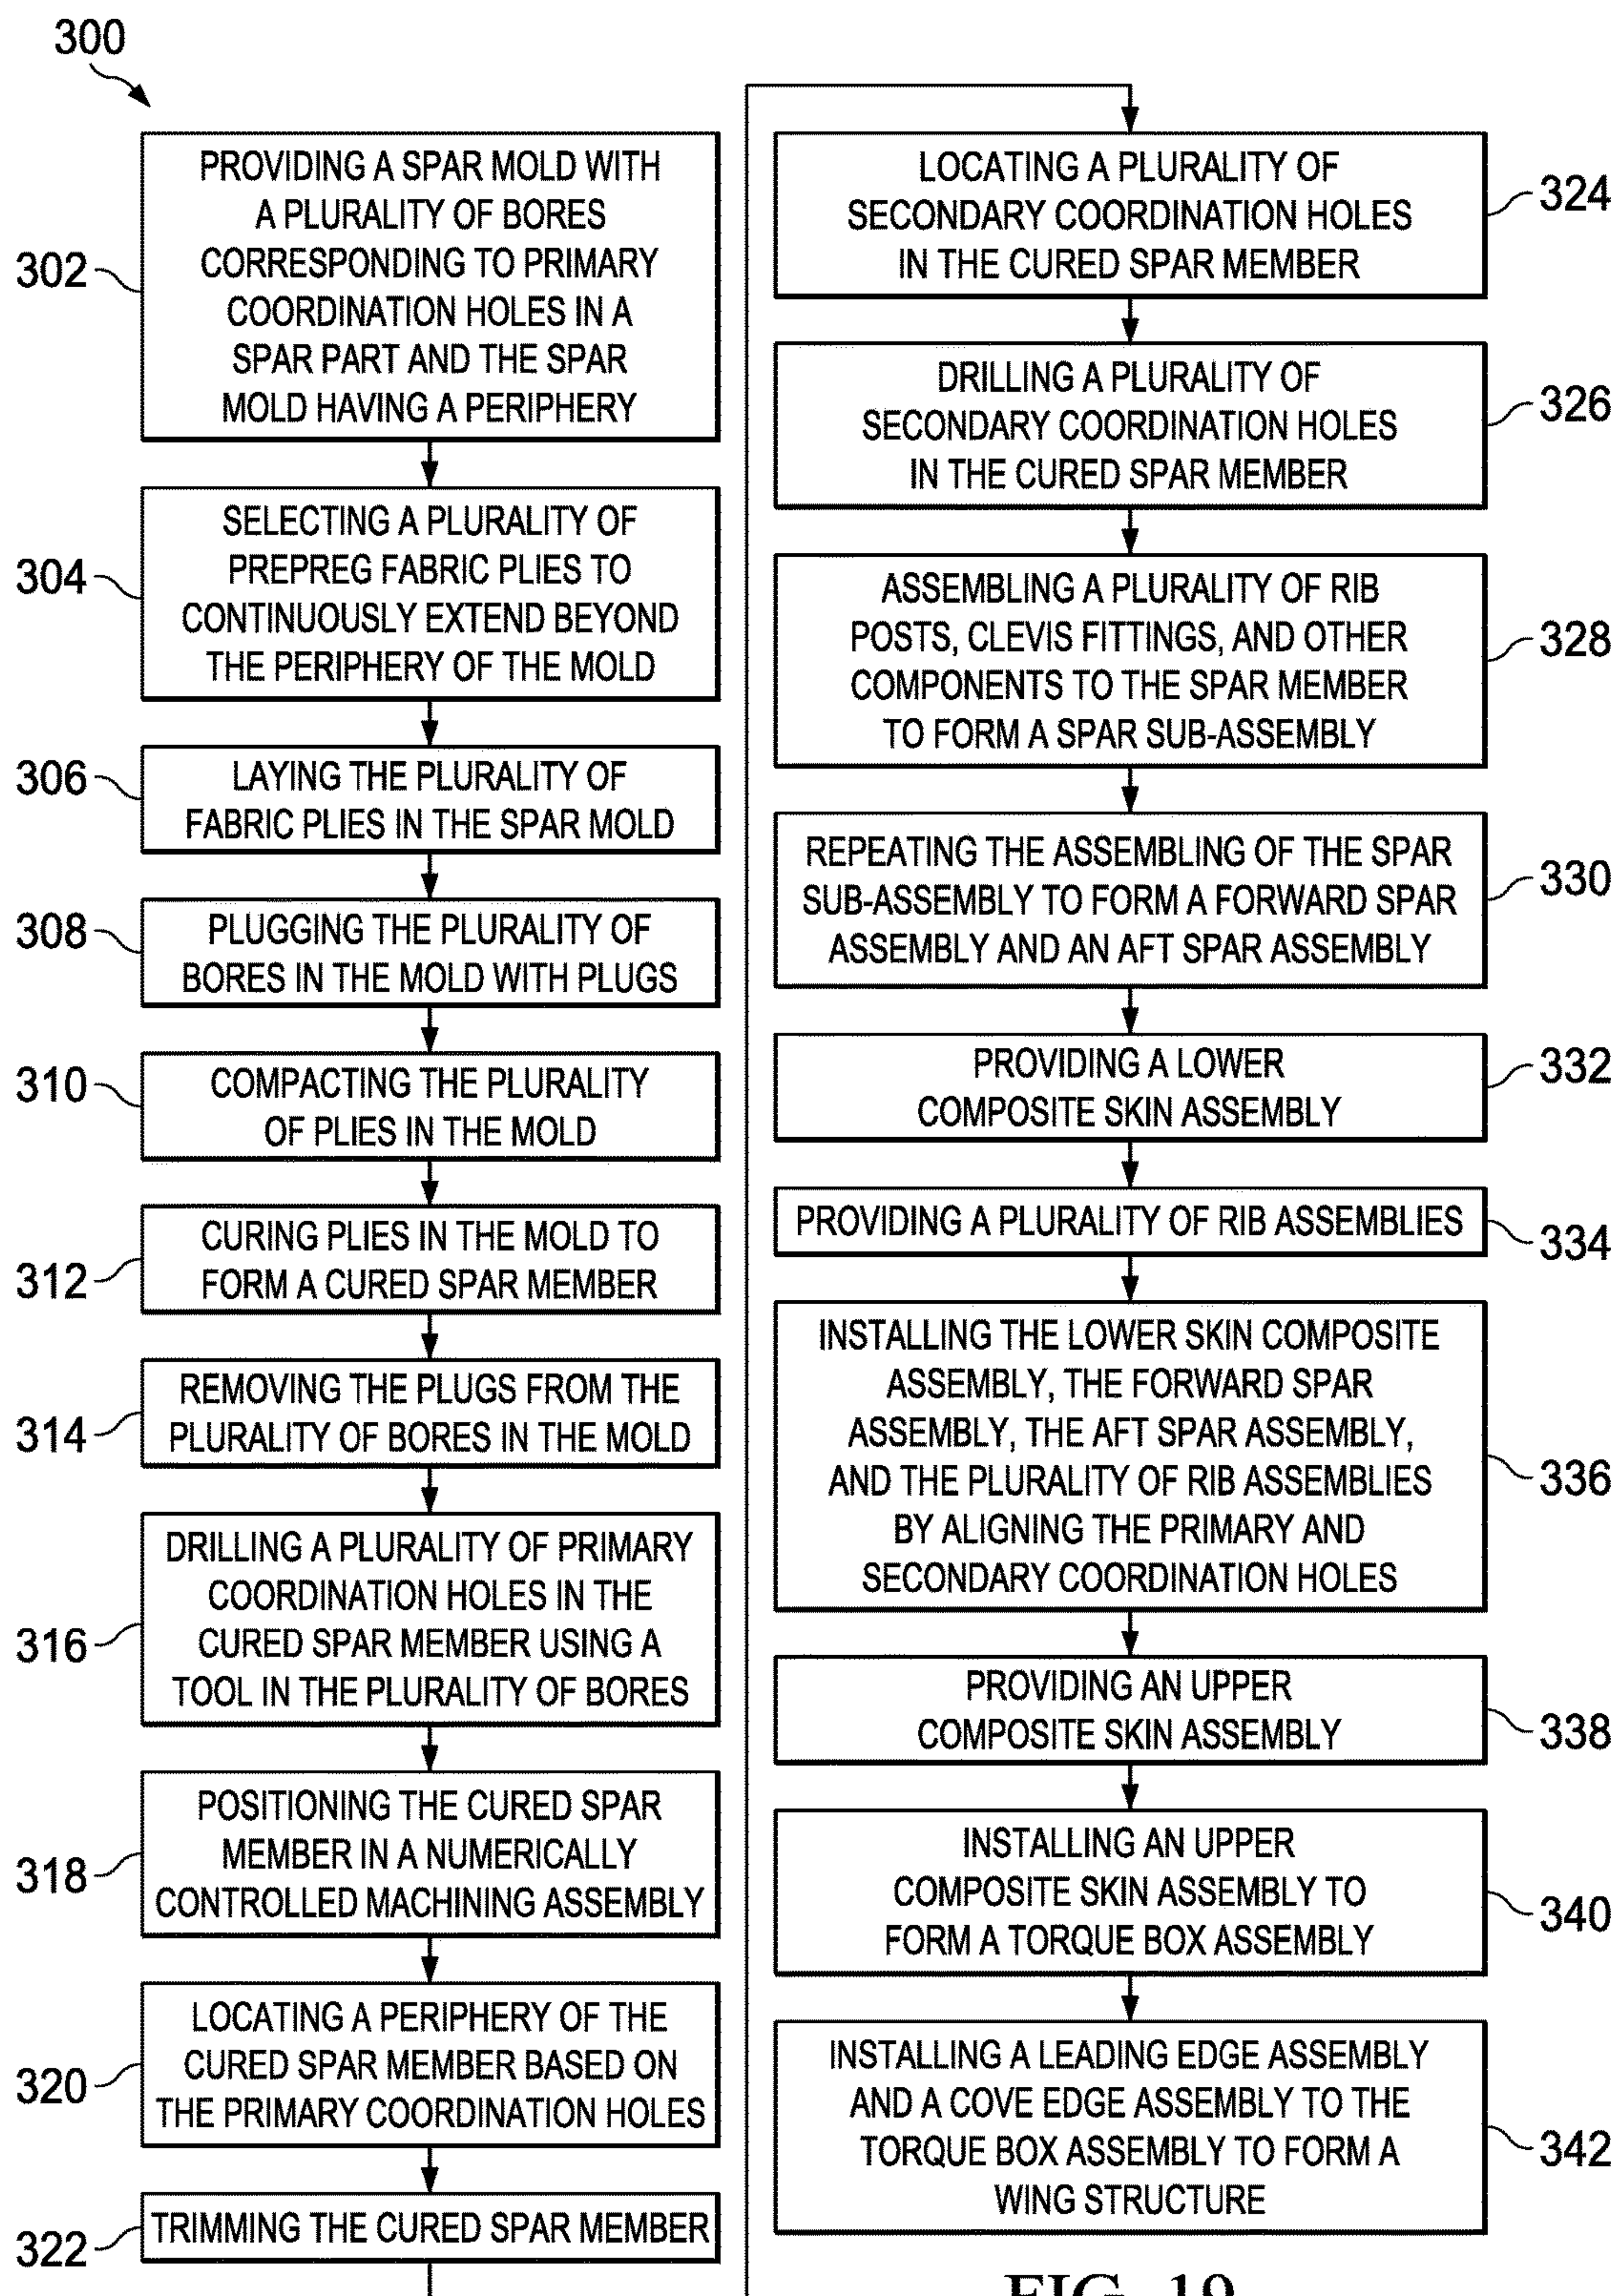 300
302
PROVIDING A SPAR MOLD WITH
A PLURALITY OF BORES
CORRESPONDING TO PRIMARY
COORDINATION HOLES IN A
SPAR PART AND THE SPAR
MOLD HAVING A PERIPHERY
304
SELECTING A PLURALITY OF
PREPREG FABRIC PLIES TO
CONTINUOUSLY EXTEND BEYOND
THE PERIPHERY OF THE MOLD
306
LAYING THE PLURALITY OF
FABRIC PLIES IN THE SPAR MOLD
308
PLUGGING THE PLURALITY OF
BORES IN THE MOLD WITH PLUGS
310
COMPACTING THE PLURALITY
OF PLIES IN THE MOLD
312
CURING PLIES IN THE MOLD TO
FORM A CURED SPAR MEMBER
314
REMOVING THE PLUGS FROM THE
PLURALITY OF BORES IN THE MOLD
316
DRILLING A PLURALITY OF PRIMARY
COORDINATION HOLES IN THE
CURED SPAR MEMBER USING A
TOOL IN THE PLURALITY OF BORES
318
POSITIONING THE CURED SPAR
MEMBER IN A NUMERICALLY
CONTROLLED MACHINING ASSEMBLY
320
LOCATING A PERIPHERY OF THE
CURED SPAR MEMBER BASED ON
THE PRIMARY COORDINATION HOLES
322
TRIMMING THE CURED SPAR MEMBER
LOCATING A PLURALITY OF
SECONDARY COORDINATION HOLES
IN THE CURED SPAR MEMBER
324
DRILLING A PLURALITY OF
SECONDARY COORDINATION HOLES
IN THE CURED SPAR MEMBER
326
ASSEMBLING A PLURALITY OF RIB
POSTS, CLEVIS FITTINGS, AND OTHER
COMPONENTS TO THE SPAR MEMBER
TO FORM A SPAR SUB-ASSEMBLY
328
REPEATING THE ASSEMBLING OF THE SPAR
SUB-ASSEMBLY TO FORM A FORWARD SPAR
ASSEMBLY AND AN AFT SPAR ASSEMBLY
330
PROVIDING A LOWER
COMPOSITE SKIN ASSEMBLY
332
PROVIDING A PLURALITY OF RIB ASSEMBLIES
334
INSTALLING THE LOWER SKIN COMPOSITE
ASSEMBLY, THE FORWARD SPAR
ASSEMBLY, THE AFT SPAR ASSEMBLY,
AND THE PLURALITY OF RIB ASSEMBLIES
BY ALIGNING THE PRIMARY AND
SECONDARY COORDINATION HOLES
336
PROVIDING AN UPPER
COMPOSITE SKIN ASSEMBLY
338
INSTALLING AN UPPER
COMPOSITE SKIN ASSEMBLY TO
FORM A TORQUE BOX ASSEMBLY
340
INSTALLING A LEADING EDGE ASSEMBLY
AND A COVE EDGE ASSEMBLY TO THE
TORQUE BOX ASSEMBLY TO FORM A
WING STRUCTURE
342
FIG. 19